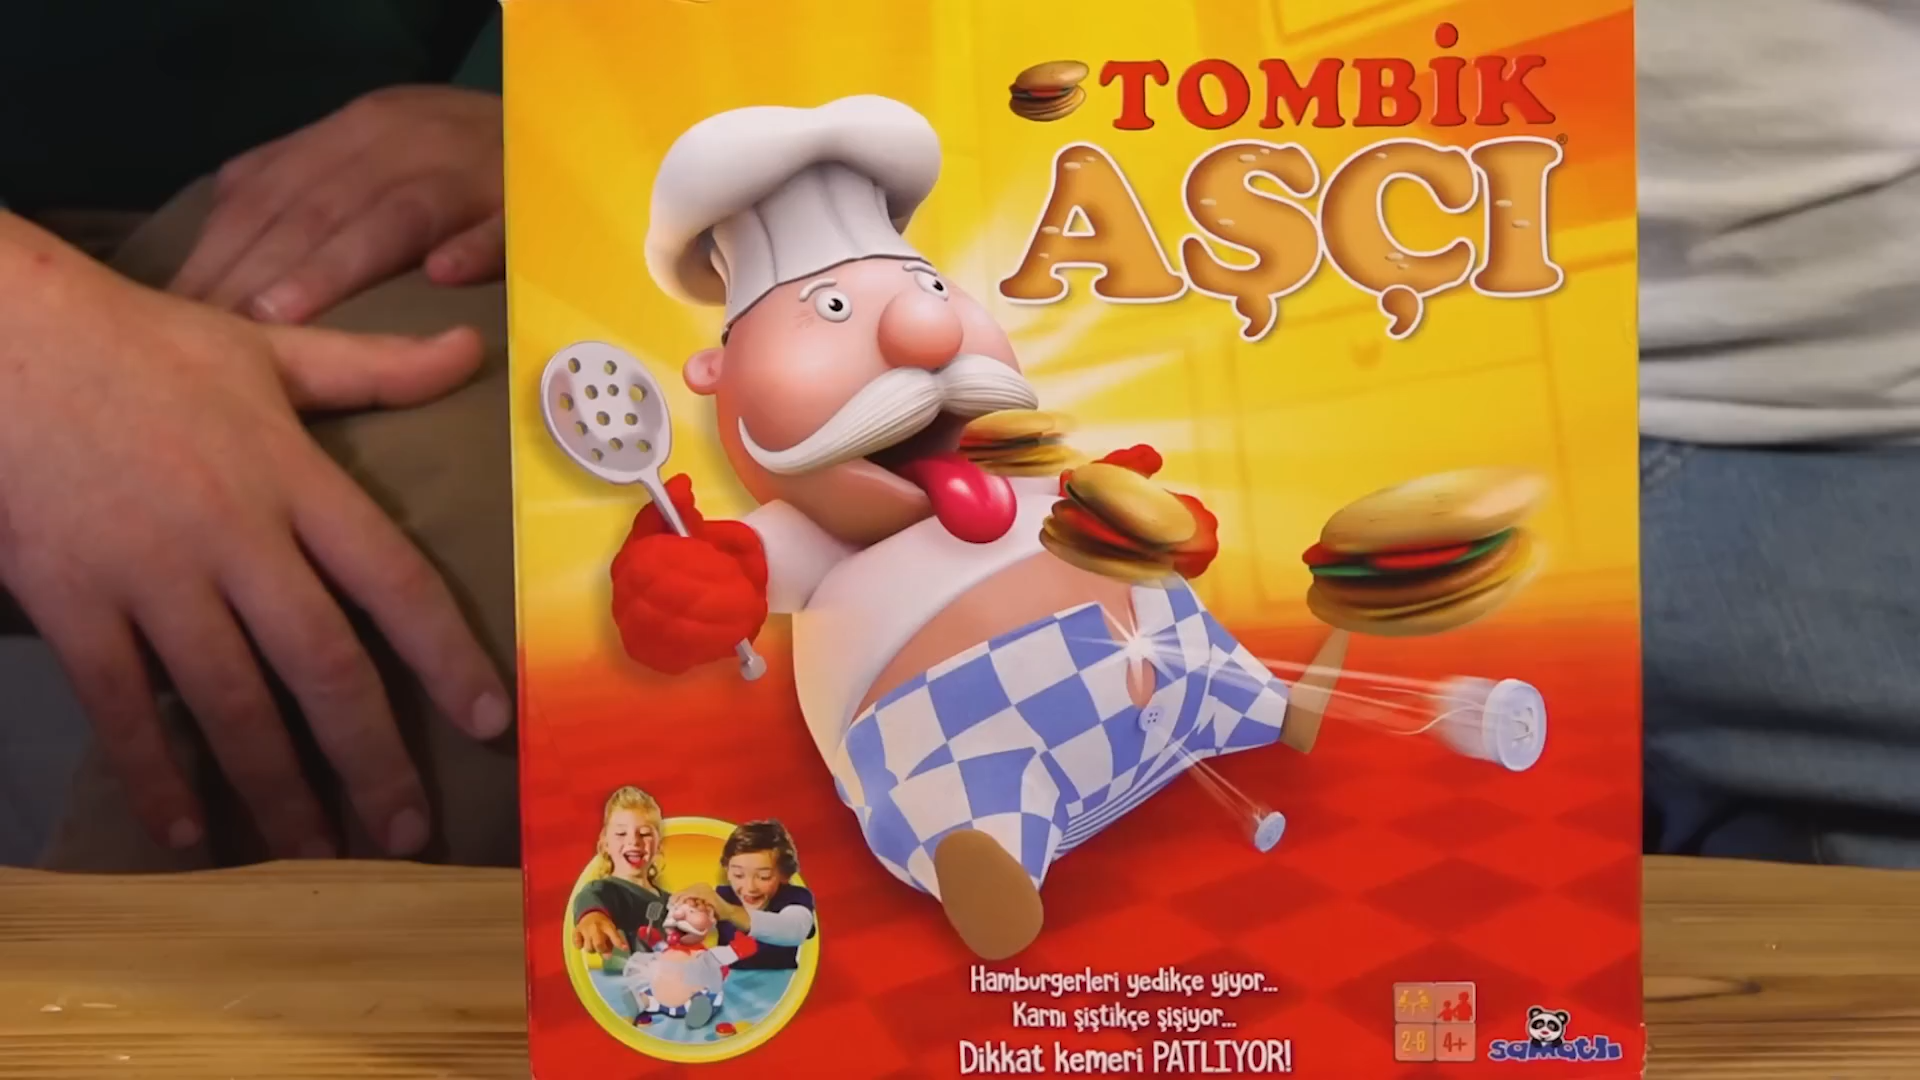 TOMBİK
AŞÇI®
Hamburgerleri yedikçe yiyor...
Karnı şiştikçe şişiyor...
Dikkat kemeri PATLIYOR!
2-6 4+
samatlı